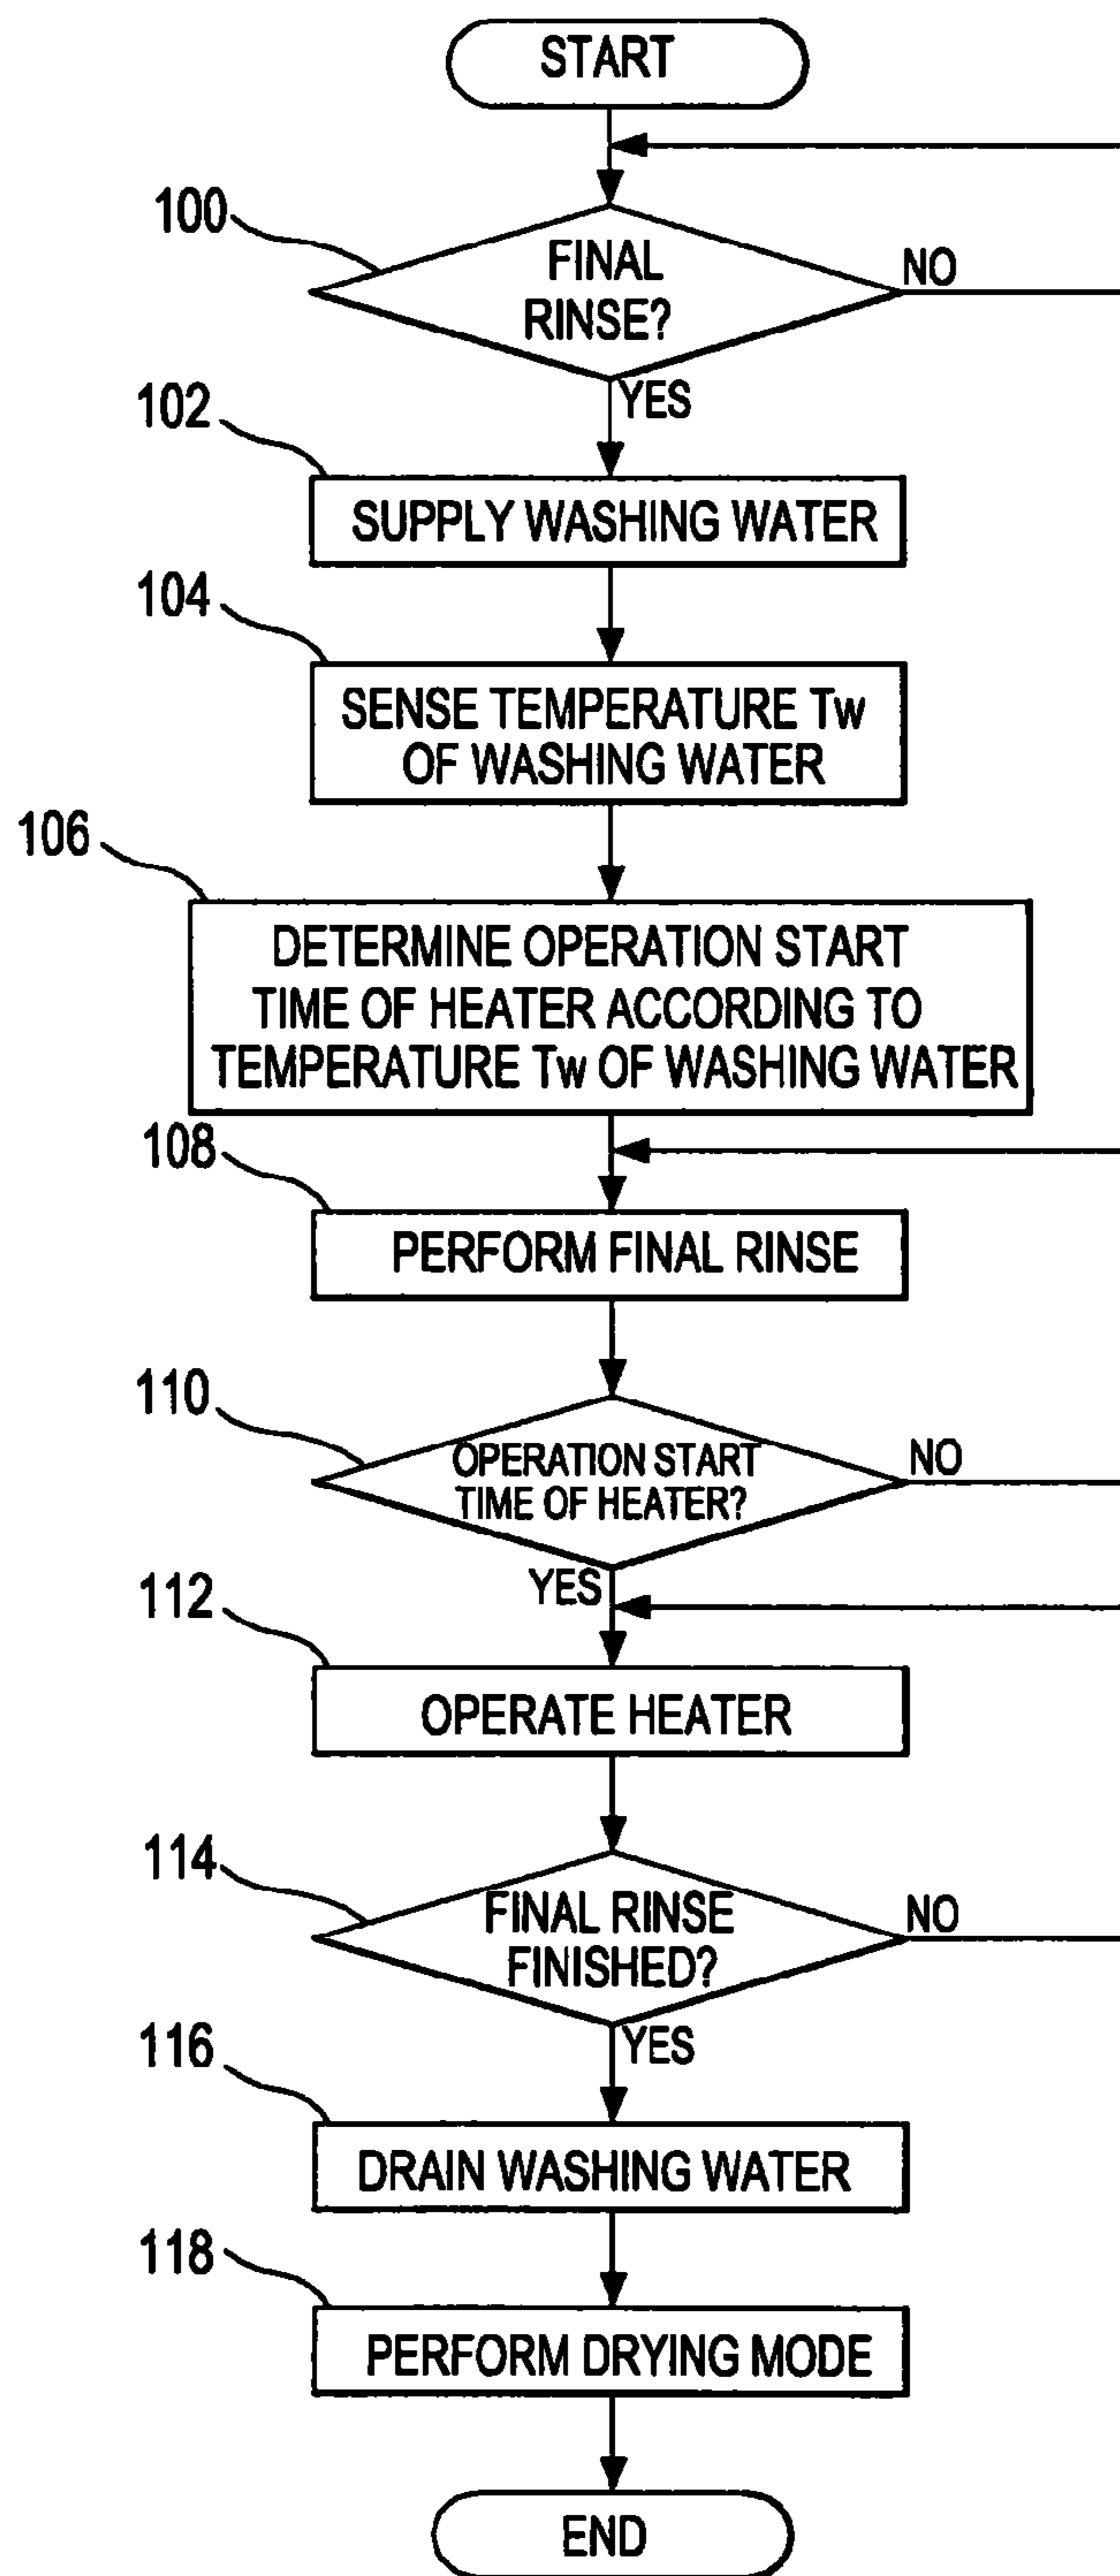 START
100
FINAL
RINSE?
NO
YES
102
SUPPLY WASHING WATER
104
SENSE TEMPERATURE Tw
OF WASHING WATER
106
DETERMINE OPERATION START
TIME OF HEATER ACCORDING TO
TEMPERATURE Tw OF WASHING WATER
108
PERFORM FINAL RINSE
110
OPERATION START
TIME OF HEATER?
NO
YES
112
OPERATE HEATER
114
FINAL RINSE
FINISHED?
NO
YES
116
DRAIN WASHING WATER
118
PERFORM DRYING MODE
END